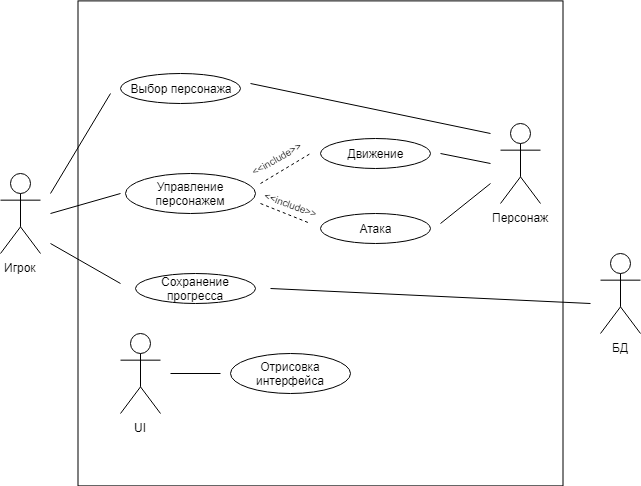 Выбор персонажа
<<include>>
Движение
Управление
персонажем
<<include>>
Персонаж
Атака
Игрок
Сохранение
прогресса
БД
Отрисовка
интерфейса
UI